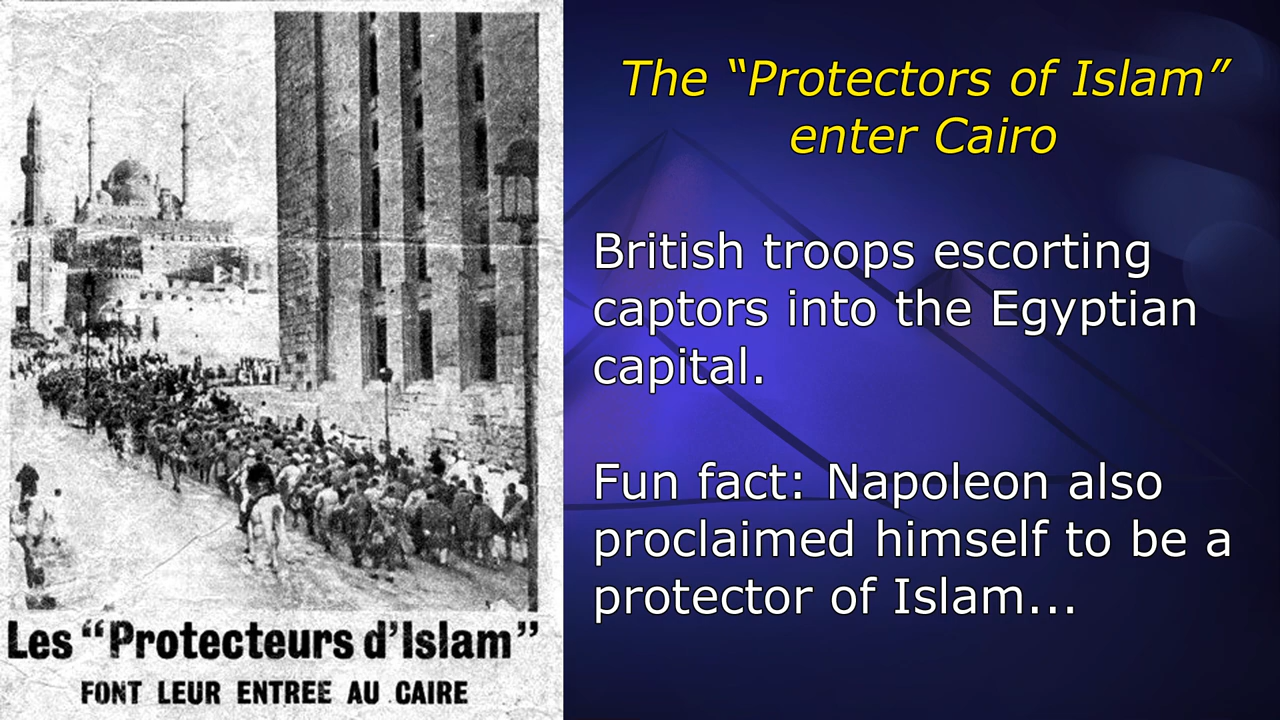 Les “Protecteurs d’Islam”
FONT LEUR ENTREE AU CAIRE
The “Protectors of Islam”
enter Cairo
British troops escorting
captors into the Egyptian
capital.
Fun fact: Napoleon also
proclaimed himself to be a
protector of Islam...